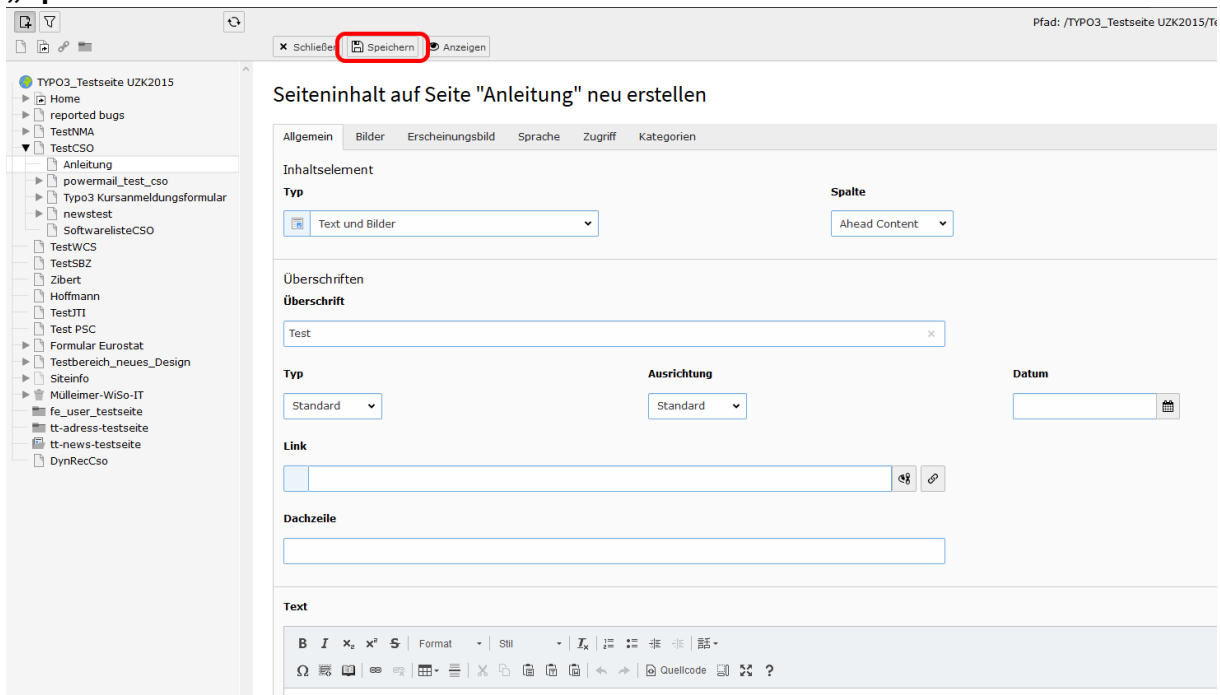 Pfad: /TYPO3_Testseite UZK2015/Te
Schließen Speichern Anzeigen
TYPO3_Testseite UZK2015
Home
reported bugs
TestNMA
TestCSO
Anleitung
powermail_test_cso
Typo3 Kursanmeldungsformular
newstest
SoftwarelisteCSO
TestWCS
TestSBZ
Zibert
Hoffmann
TestJTI
Test PSC
Formular Eurostat
Testbereich_neues_Design
Siteinfo
Mülleimer-WiSo-IT
fe_user_testseite
tt-adress-testseite
tt-news-testseite
DynRecCso
Seiteninhalt auf Seite "Anleitung" neu erstellen
Allgemein Bilder Erscheinungsbild Sprache Zugriff Kategorien
Inhaltselement
Typ Spalte
Text und Bilder Ahead Content
Überschriften
Überschrift
Test
Typ Ausrichtung Datum
Standard Standard
Link
Dachzeile
Text
B I x₂ x² S Format Stil Tx
Ω Quellcode ?